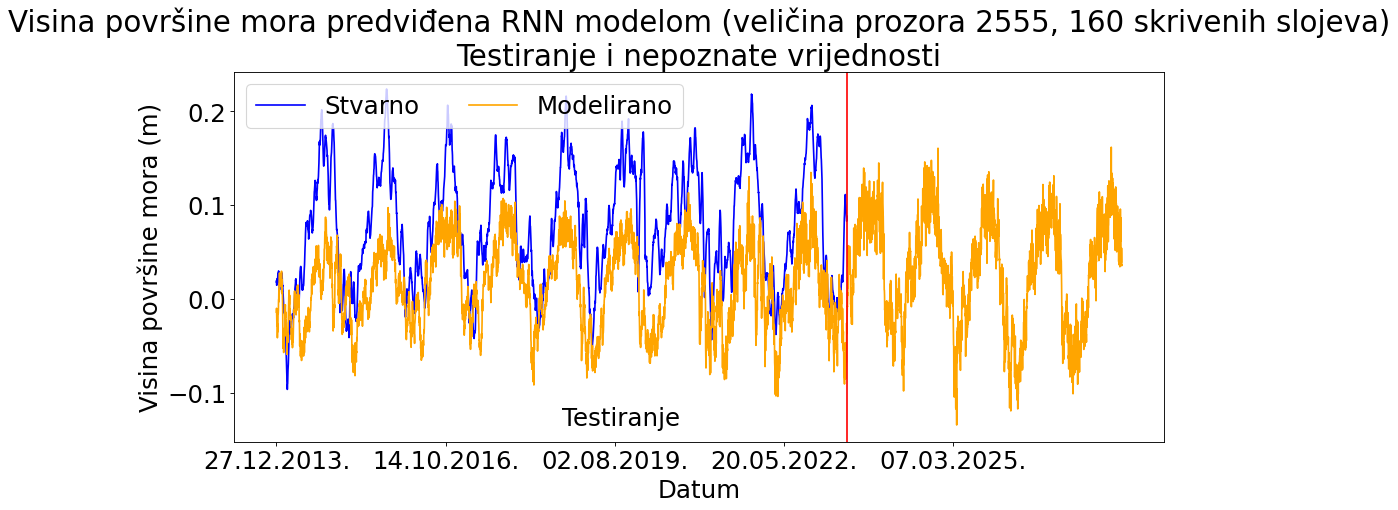 Visina površine mora predviđena RNN modelom (veličina prozora 2555, 160 skrivenih slojeva)
Testiranje i nepoznate vrijednosti
Stvarno Modelirano
Visina površine mora (m)
0.2
0.1
0.0
−0.1
Testiranje
27.12.2013. 14.10.2016. 02.08.2019. 20.05.2022. 07.03.2025.
Datum